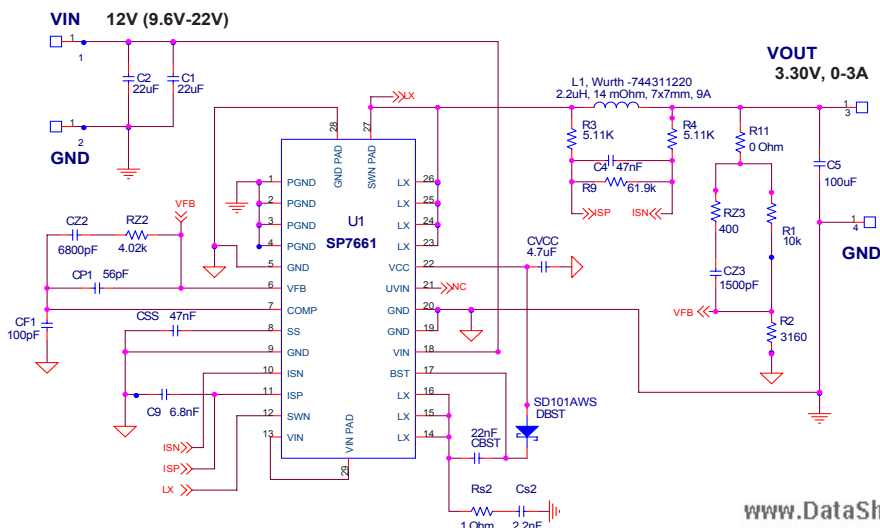 VIN 12V (9.6V-22V)
1
C2
22uF
C1
22uF
1
2
GND
LX
28
27
GND PAD
SWN PAD
L1, Wurth -744311220
2.2uH, 14 mOhm, 7x7mm, 9A
VOUT
3.30V, 0-3A
1
3
R3
5.11K
R4
5.11K
C4 47nF
R9 61.9k
ISP
ISN
R11
0 Ohm
C5
100uF
RZ3
400
R1
10k
CZ3
1500pF
VFB
R2
3160
1
4
GND
VFB
CZ2
6800pF
RZ2
4.02k
CP1 56pF
CF1
100pF
CSS 47nF
C9 6.8nF
ISN
ISP
LX
U1
SP7661
1 PGND
2 PGND
3 PGND
4 PGND
5 GND
6 VFB
7 COMP
8 SS
9 GND
10 ISN
11 ISP
12 SWN
13 VIN
VIN PAD
29
LX 26
LX 25
LX 24
LX 23
VCC 22
UVIN 21
GND 20
GND 19
VIN 18
BST 17
LX 16
LX 15
LX 14
CVCC
4.7uF
NC
SD101AWS
DBST
22nF
CBST
Rs2
1 Ohm
Cs2
2.2nF
www.DataSh